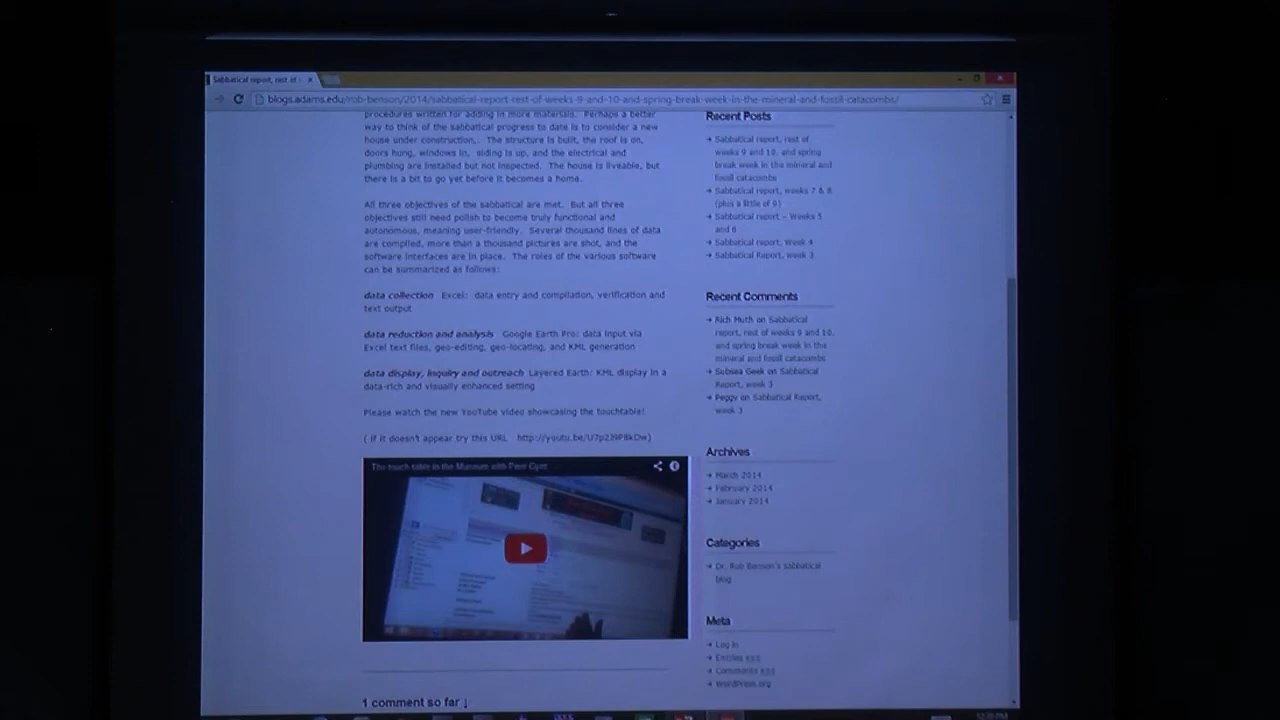 Sabbatical report, rest of
blogs.adams.edu/rob-benson/2014/sabbatical-report-rest-of-weeks-9-and-10-and-spring-break-week-in-the-mineral-and-fossil-catacombs/
procedures written for adding in more materials. Perhaps a better
way to think of the sabbatical progress to date is to consider a new
house under construction,. The structure is built, the roof is on,
doors hung, windows in, siding is up, and the electrical and
plumbing are installed but not inspected. The house is liveable, but
there is a bit to go yet before it becomes a home.
All three objectives of the sabbatical are met. But all three
objectives still need polish to become truly functional and
autonomous, meaning user-friendly. Several thousand lines of data
are compiled, more than a thousand pictures are shot, and the
software interfaces are in place. The roles of the various software
can be summarized as follows:
data collection Excel: data entry and compilation, verification and
text output
data reduction and analysis Google Earth Pro: data input via
Excel text files, geo-editing, geo-locating, and KML generation
data display, inquiry and outreach Layered Earth: KML display in a
data-rich and visually enhanced setting
Please watch the new YouTube video showcasing the touchtable!
( if it doesn't appear try this URL
The touch table in the Museum with Peer Gynt
1 comment so far ↓
Recent Posts
→ Sabbatical report, rest of
weeks 9 and 10, and spring
break week in the mineral and
fossil catacombs
→ Sabbatical report, weeks 7 & 8
(plus a little of 9)
→ Sabbatical report – Weeks 5
and 6
→ Sabbatical report, Week 4
→ Sabbatical Report, week 3
Recent Comments
→ Rich Muth on Sabbatical
report, rest of weeks 9 and 10,
and spring break week in the
mineral and fossil catacombs
→ Subsea Geek on Sabbatical
Report, week 3
→ Peggy on Sabbatical Report,
week 3
Archives
→ March 2014
→ February 2014
→ January 2014
Categories
→ Dr. Rob Benson's sabbatical
blog
Meta
→ Log in
→ Entries RSS
→ Comments RSS
→ WordPress.org